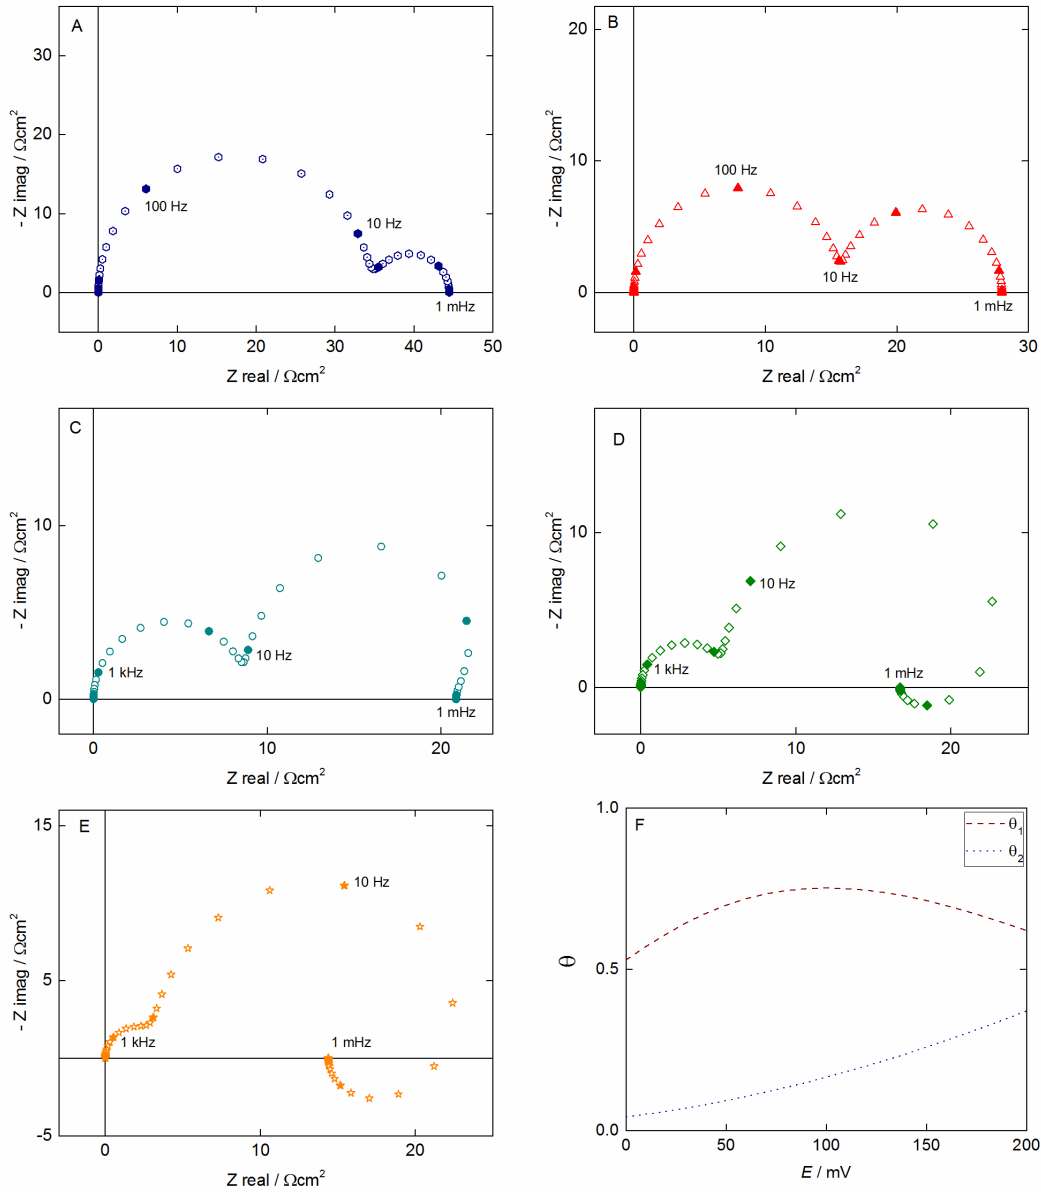 A
- Z imag / Ωcm²
30
20
10
0
100 Hz
10 Hz
1 mHz
0 10 20 30 40 50
Z real / Ωcm²
B
- Z imag / Ωcm²
20
10
0
100 Hz
10 Hz
1 mHz
0 10 20 30
Z real / Ωcm²
C
- Z imag / Ωcm²
10
0
1 kHz
10 Hz
1 mHz
0 10 20
Z real / Ωcm²
D
- Z imag / Ωcm²
10
0
10 Hz
1 kHz
1 mHz
0 10 20
Z real / Ωcm²
E
- Z imag / Ωcm²
15
5
-5
10 Hz
1 kHz
1 mHz
0 10 20
Z real / Ωcm²
F
θ
1.0
0.5
0.0
θ₁
θ₂
0 50 100 150 200
E / mV